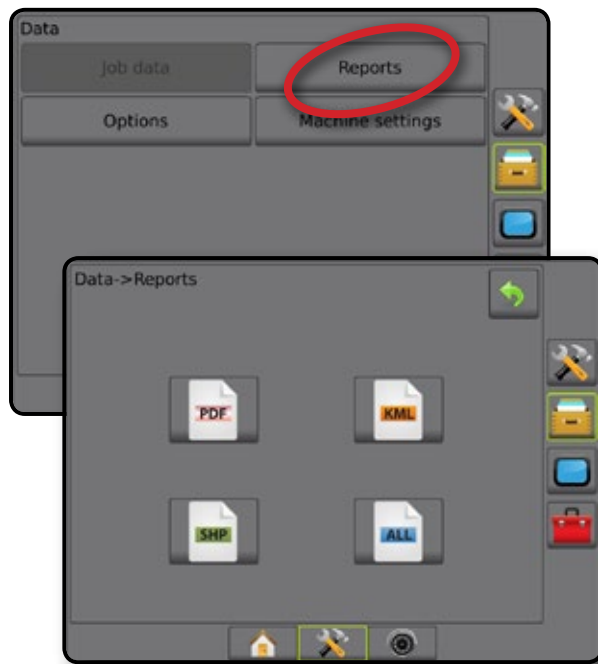 Data
Job data
Reports
Options
Machine settings
Data->Reports
PDF
KML
SHP
ALL